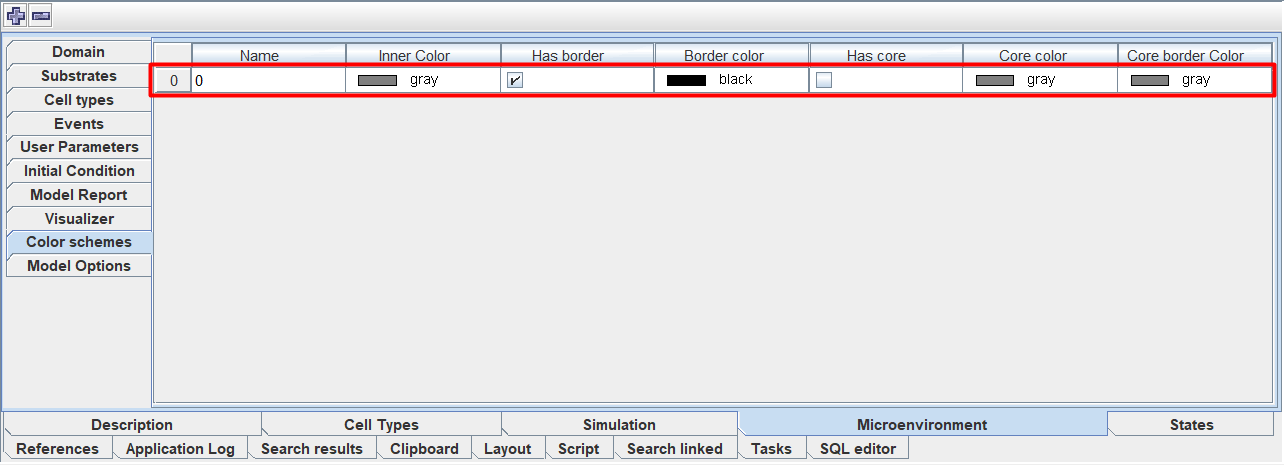 Name Inner Color Has border Border color Has core Core color Core border Color
0 0 gray black gray gray
Domain
Substrates
Cell types
Events
User Parameters
Initial Condition
Model Report
Visualizer
Color schemes
Model Options
Description Cell Types Simulation Microenvironment States
References Application Log Search results Clipboard Layout Script Search linked Tasks SQL editor